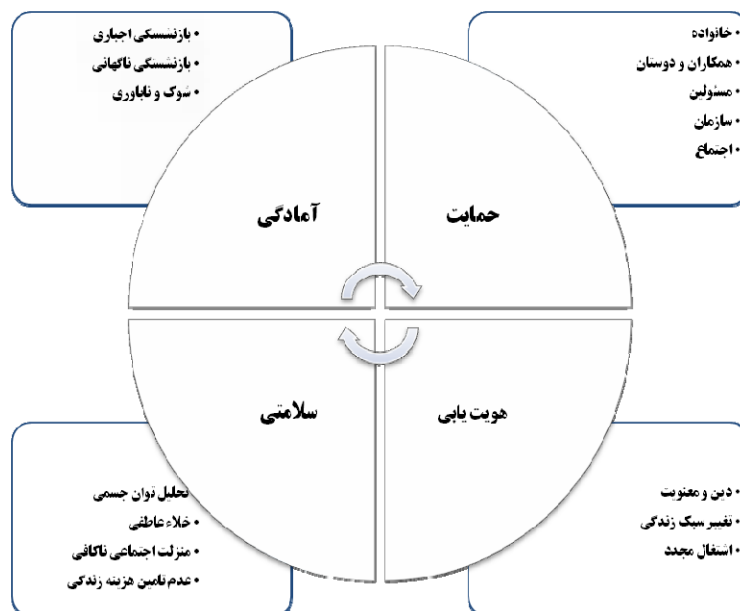 • خانواده
• همکاران و دوستان
• مسئولین
• سازمان
• اجتماع
• بازنشستگی اجباری
• بازنشستگی ناگهانی
• شوک و ناباوری
حمایت
آمادگی
هویت یابی
سلامتی
• دین و معنویت
• تغییر سبک زندگی
• اشتغال مجدد
تحلیل توان جسمی
• خلاء عاطفی
• منزلت اجتماعی ناکافی
• عدم تامین هزینه زندگی